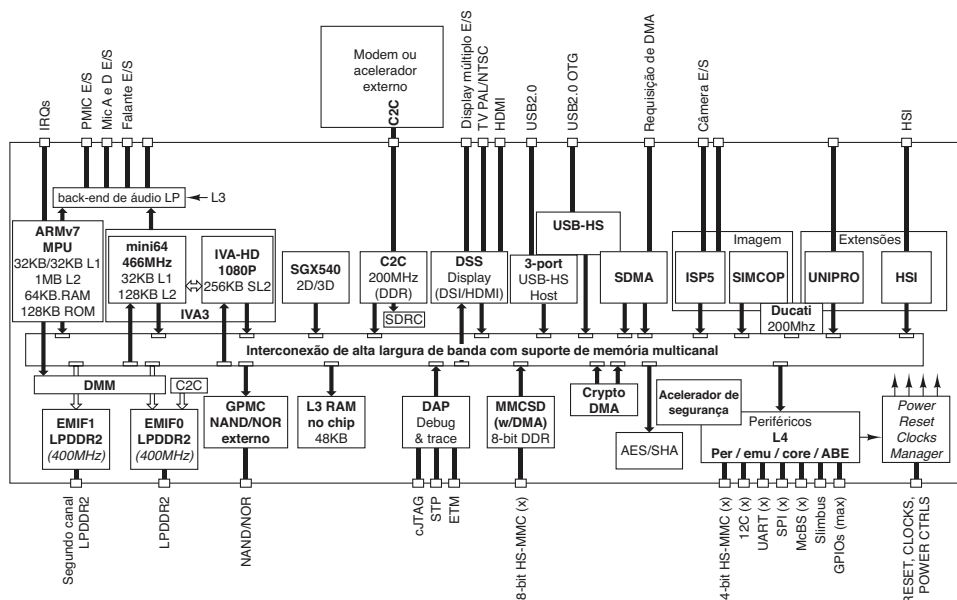 IRQs
PMIC E/S
Mic A e D E/S
Falante E/S
Modem ou
acelerador
externo
C2C
Display múltiplo E/S
TV PAL/NTSC
HDMI
USB2.0
USB2.0 OTG
Requisição de DMA
Câmera E/S
HSI
back-end de áudio LP
L3
ARMv7
MPU
32KB/32KB L1
1MB L2
64KB.RAM
128KB ROM
mini64
466MHz
32KB L1
128KB L2
IVA-HD
1080P
256KB SL2
IVA3
SGX540
2D/3D
C2C
200MHz
(DDR)
SDRC
DSS
Display
(DSI/HDMI)
3-port
USB-HS
Host
USB-HS
SDMA
Imagem
ISP5
SIMCOP
Extensões
UNIPRO
HSI
Ducati
200Mhz
Interconexão de alta largura de banda com suporte de memória multicanal
DMM
C2C
EMIF1
LPDDR2
(400MHz)
EMIF0
LPDDR2
(400MHz)
GPMC
NAND/NOR
externo
L3 RAM
no chip
48KB
DAP
Debug
& trace
MMCSD
(w/DMA)
8-bit DDR
Crypto
DMA
AES/SHA
Acelerador de
segurança
Periféricos
L4
Per / emu / core / ABE
Power
Reset
Clocks
Manager
Segundo canal
LPDDR2
LPDDR2
NAND/NOR
cJTAG
STP
ETM
8-bit HS-MMC (x)
4-bit HS-MMC (x)
12C (x)
UART (x)
SPI (x)
McBS (x)
Slimbus
GPIOs (max)
RESET, CLOCKS,
POWER CTRLS